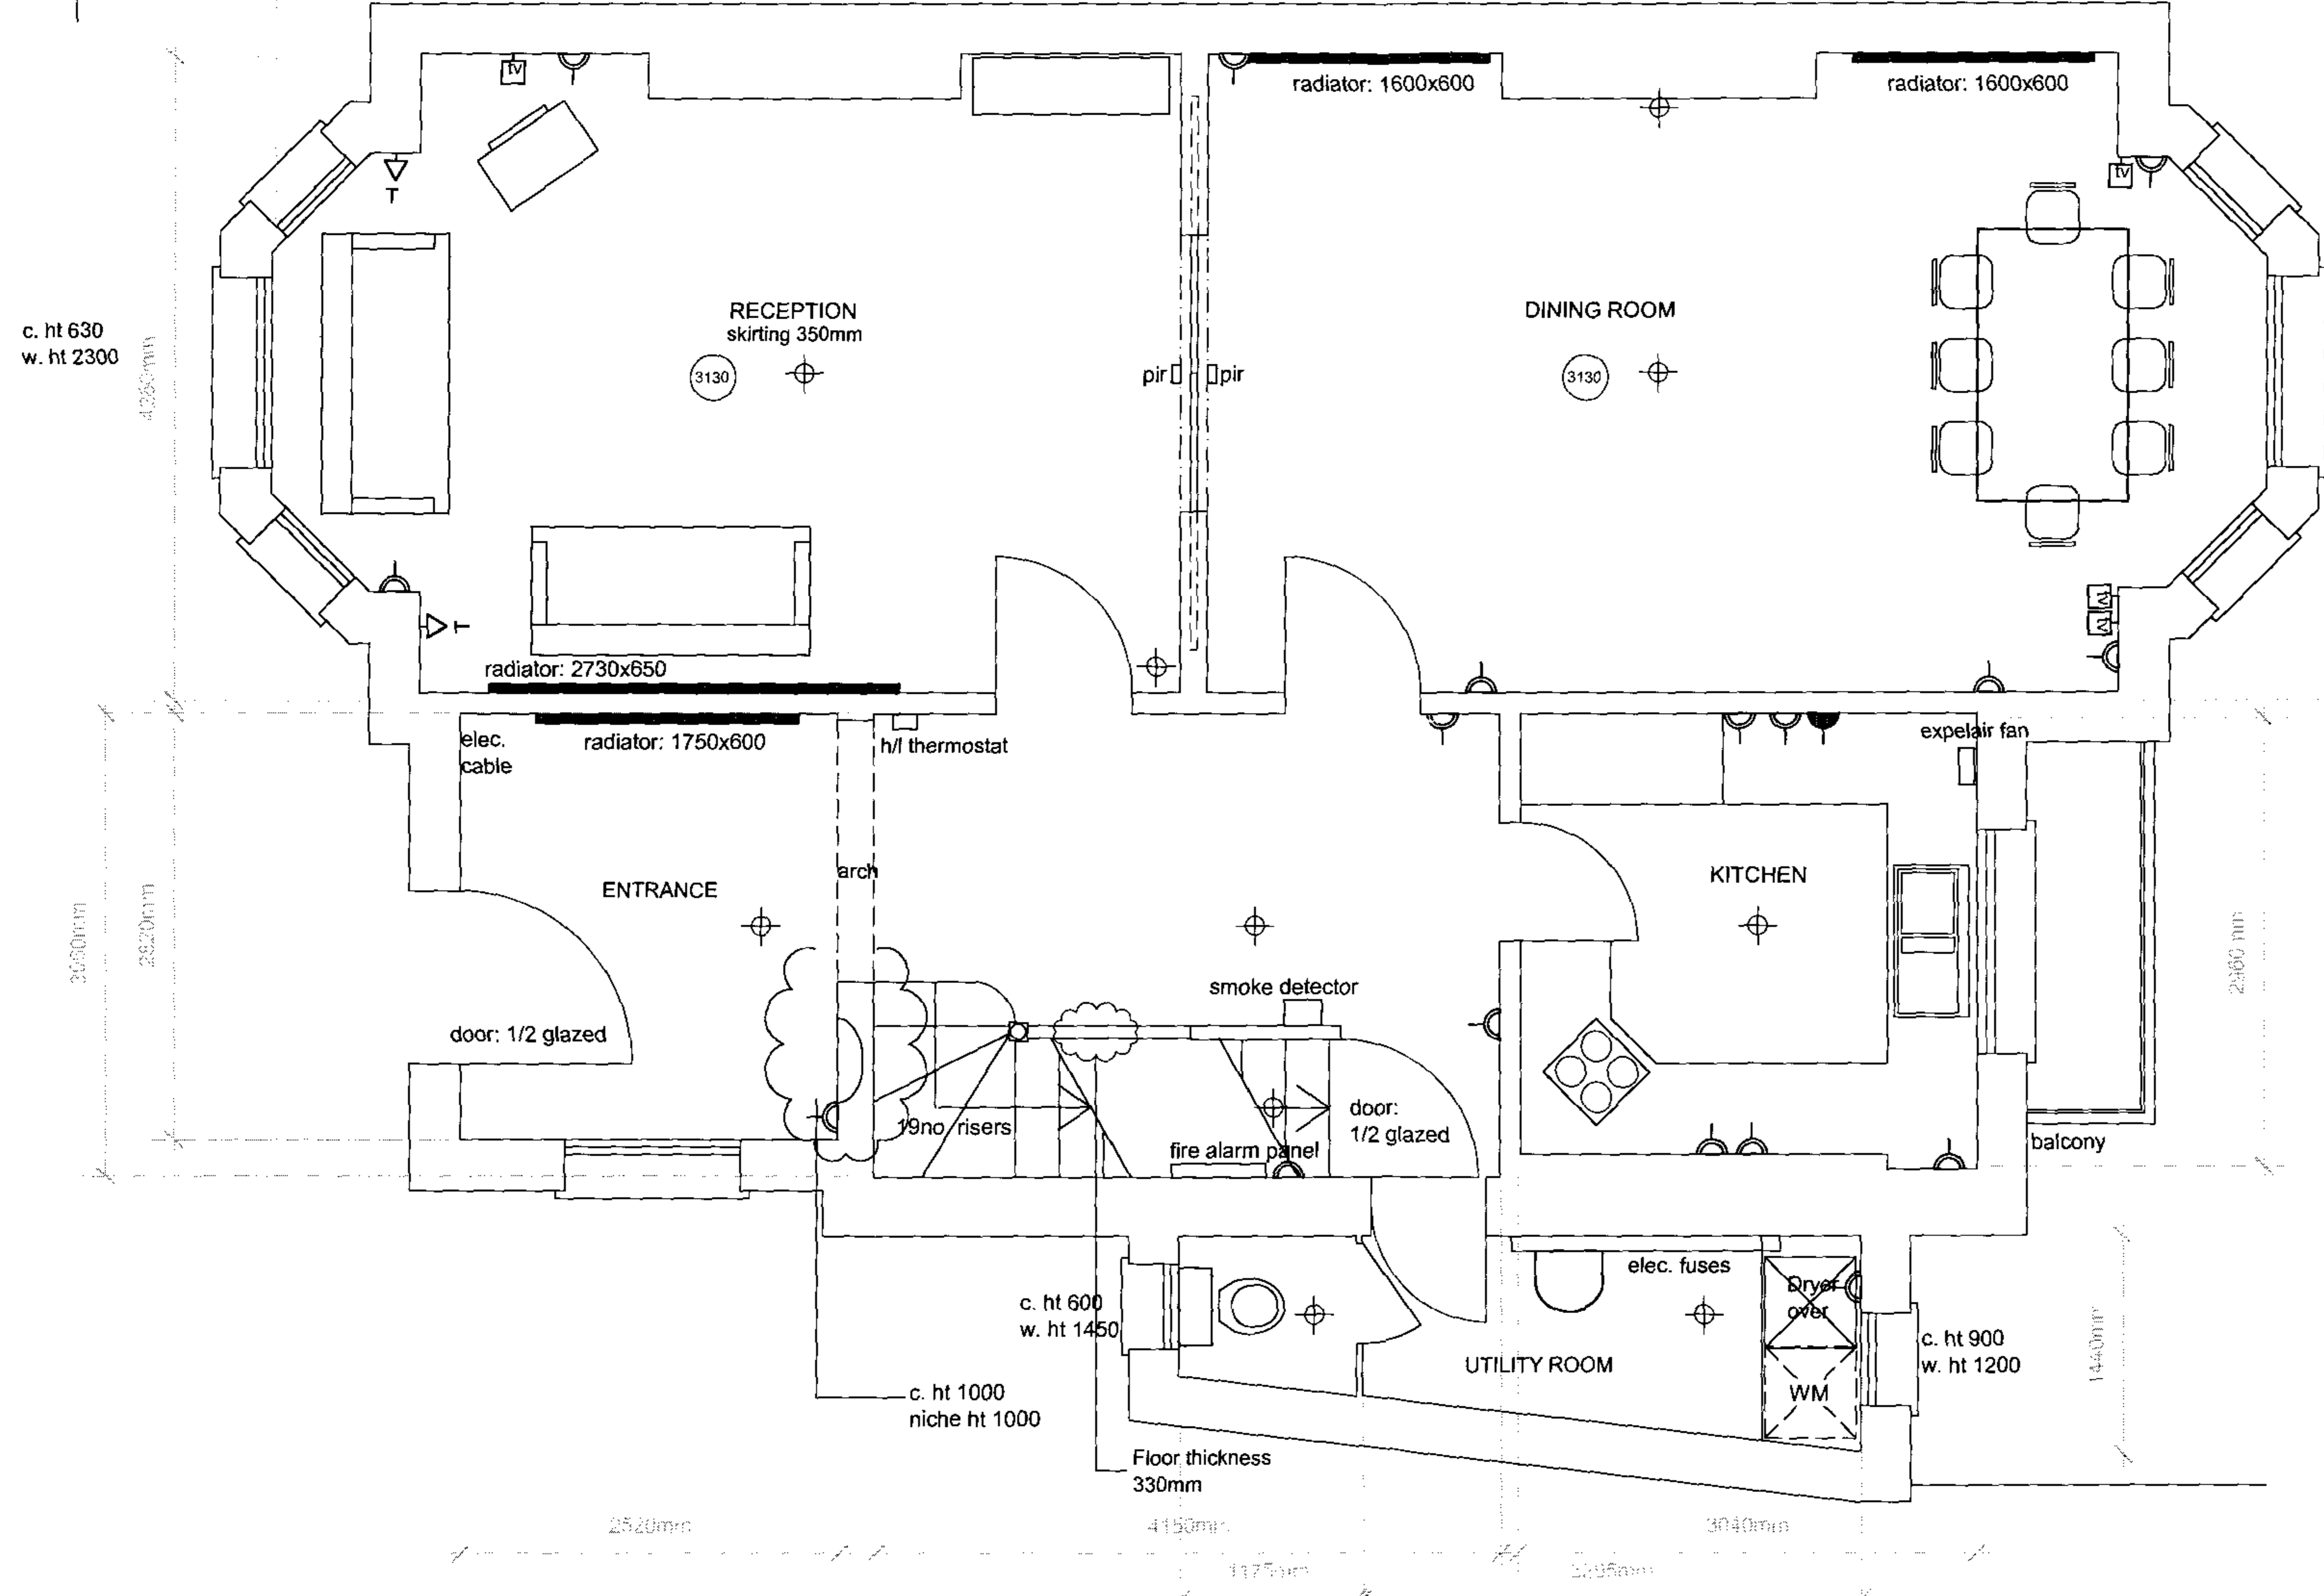 tv
radiator: 1600x600
radiator: 1600x600
T
tv
c. ht 630
w. ht 2300
RECEPTION
skirting 350mm
3130
pir
pir
DINING ROOM
3130
tv
tv
T
radiator: 2730x650
elec.
cable
radiator: 1750x600
h/l thermostat
expelair fan
arch
ENTRANCE
KITCHEN
2820mm
smoke detector
door: 1/2 glazed
19no risers
door:
1/2 glazed
fire alarm panel
balcony
elec. fuses
Dryer
over
c. ht 600
w. ht 1450
UTILITY ROOM
WM
c. ht 900
w. ht 1200
c. ht 1000
niche ht 1000
Floor thickness
330mm
2520mm
4150mm
3040mm